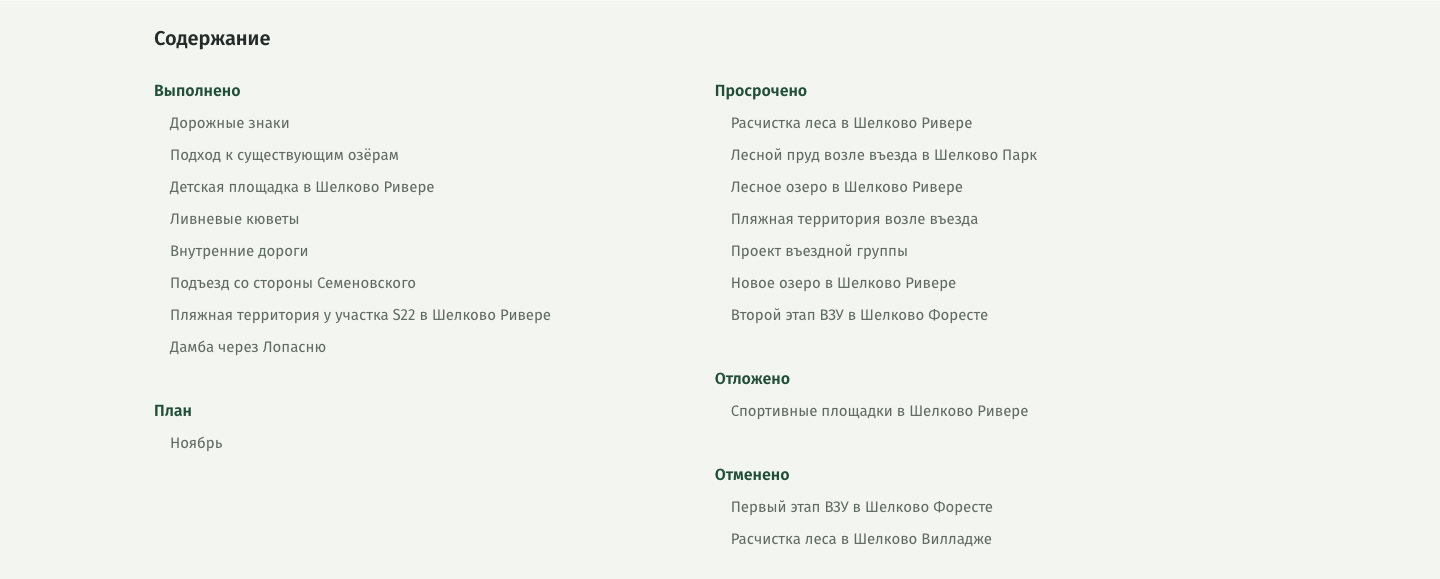 Содержание
Выполнено
Дорожные знаки
Подход к существующим озёрам
Детская площадка в Шелково Ривере
Ливневые кюветы
Внутренние дороги
Подъезд со стороны Семеновского
Пляжная территория у участка S22 в Шелково Ривере
Дамба через Лопасню
План
Ноябрь
Просрочено
Расчистка леса в Шелково Ривере
Лесной пруд возле въезда в Шелково Парк
Лесное озеро в Шелково Ривере
Пляжная территория возле въезда
Проект въездной группы
Новое озеро в Шелково Ривере
Второй этап ВЗУ в Шелково Форесте
Отложено
Спортивные площадки в Шелково Ривере
Отменено
Первый этап ВЗУ в Шелково Форесте
Расчистка леса в Шелково Вилладже